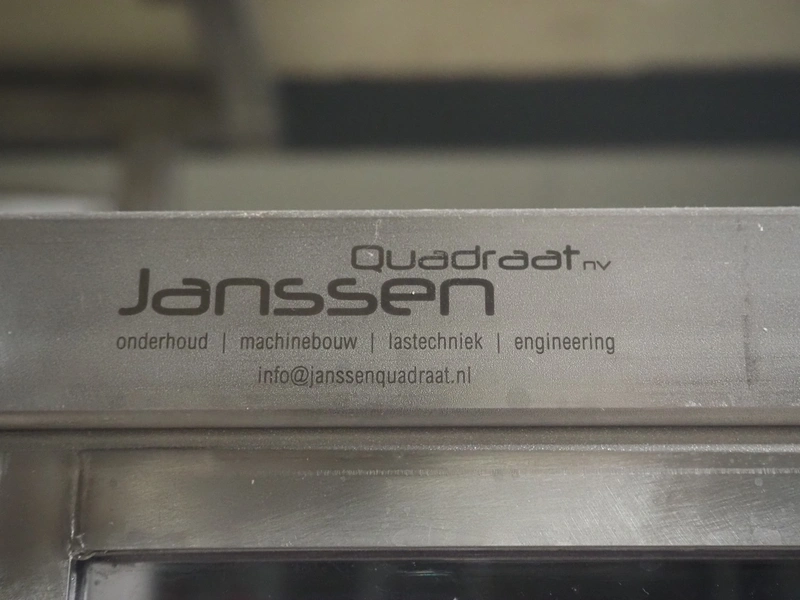 Quadraat nv
Janssen
onderhoud | machinebouw | lastechniek | engineering
info@janssenquadraat.nl